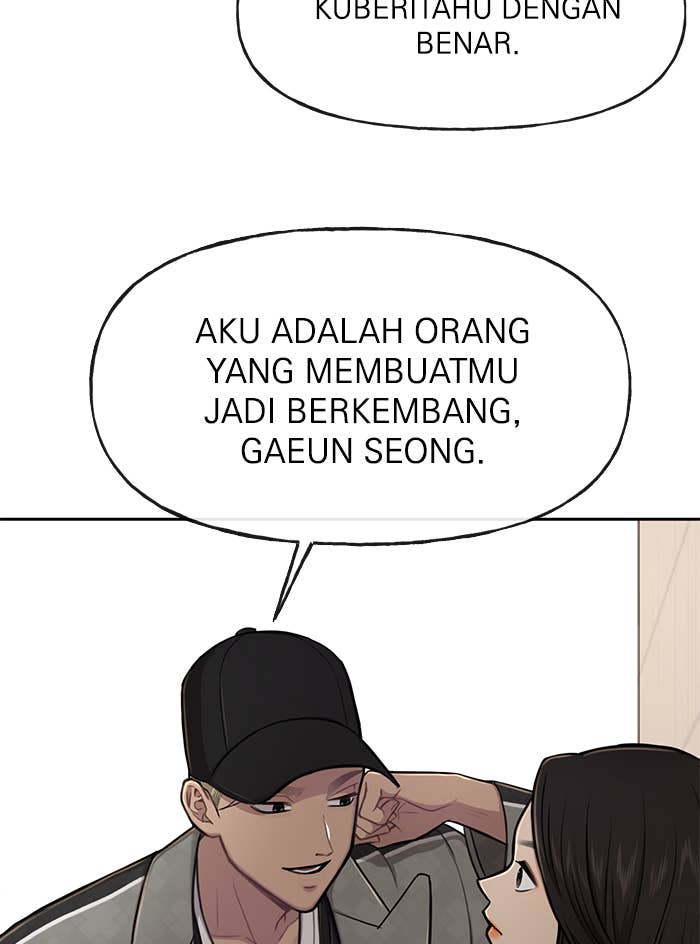 KUBERITAHU DENGAN
BENAR.
AKU ADALAH ORANG
YANG MEMBUATMU
JADI BERKEMBANG,
GAEUN SEONG.